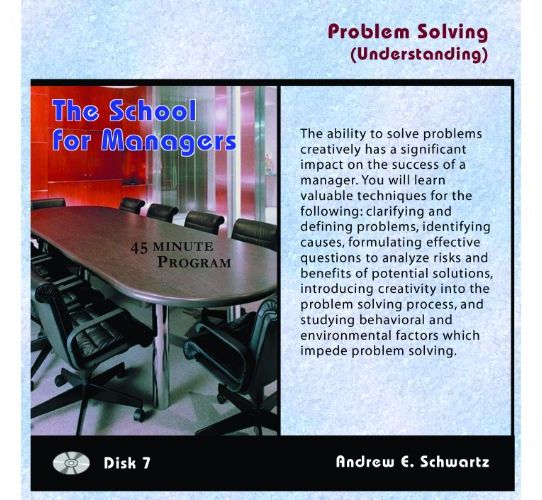 Problem Solving
(Understanding)
The School
for Managers
45 MINUTE
PROGRAM
The ability to solve problems
creatively has a significant
impact on the success of a
manager. You will learn
valuable techniques for the
following: clarifying and
defining problems, identifying
causes, formulating effective
questions to analyze risks and
benefits of potential solutions,
introducing creativity into the
problem solving process, and
studying behavioral and
environmental factors which
impede problem solving.
Disk 7
Andrew E. Schwartz